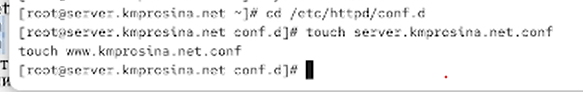 [root@server.kmprosina.net ~]# cd /etc/httpd/conf.d
[root@server.kmprosina.net conf.d]# touch server.kmprosina.net.conf
touch www.kmprosina.net.conf
[root@server.kmprosina.net conf.d]#